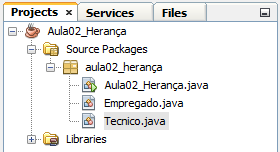 Projects Services Files
Aula02_Herança
Source Packages
aula02_herança
Aula02_Herança.java
Empregado.java
Tecnico.java
Libraries